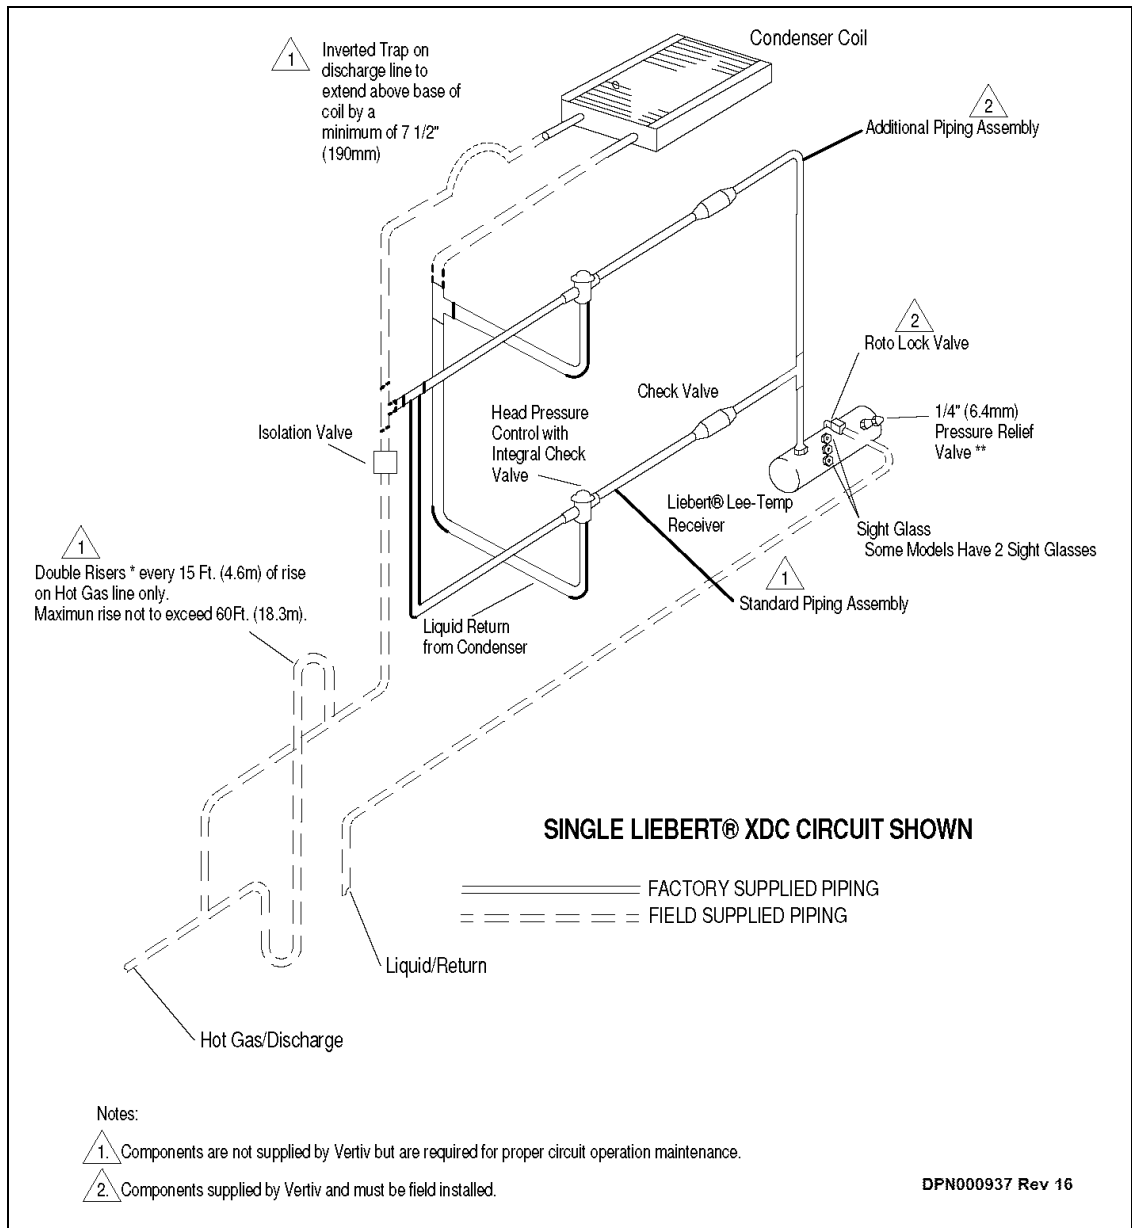 1
Inverted Trap on
discharge line to
extend above base of
coil by a
minimum of 7 1/2"
(190mm)
Condenser Coil
2
Additional Piping Assembly
2
Roto Lock Valve
Check Valve
1/4" (6.4mm)
Pressure Relief
Valve **
Head Pressure
Control with
Integral Check
Valve
Isolation Valve
Liebert® Lee-Temp
Receiver
Sight Glass
Some Models Have 2 Sight Glasses
1
Double Risers * every 15 Ft. (4.6m) of rise
on Hot Gas line only.
Maximun rise not to exceed 60Ft. (18.3m).
1
Standard Piping Assembly
Liquid Return
from Condenser
SINGLE LIEBERT® XDC CIRCUIT SHOWN
FACTORY SUPPLIED PIPING
FIELD SUPPLIED PIPING
Liquid/Return
Hot Gas/Discharge
Notes:
1. Components are not supplied by Vertiv but are required for proper circuit operation maintenance.
2. Components supplied by Vertiv and must be field installed.
DPN000937 Rev 16